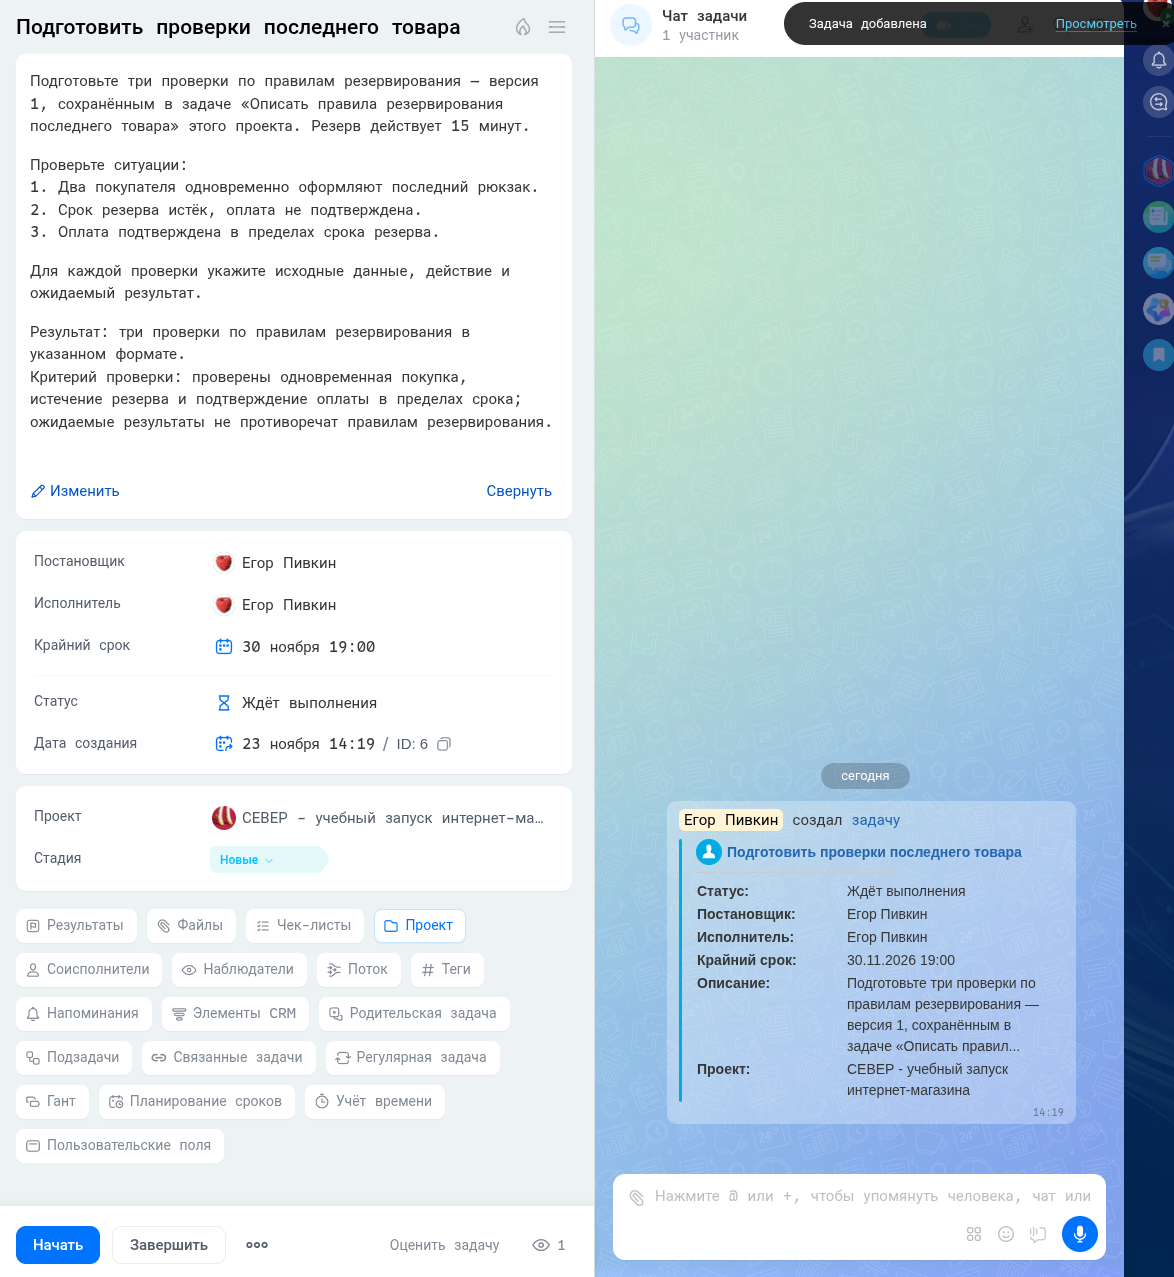 Подготовить проверки последнего товара
Подготовьте три проверки по правилам резервирования — версия
1, сохранённым в задаче «Описать правила резервирования
последнего товара» этого проекта. Резерв действует 15 минут.
Проверьте ситуации:
1. Два покупателя одновременно оформляют последний рюкзак.
2. Срок резерва истёк, оплата не подтверждена.
3. Оплата подтверждена в пределах срока резерва.
Для каждой проверки укажите исходные данные, действие и
ожидаемый результат.
Результат: три проверки по правилам резервирования в
указанном формате.
Критерий проверки: проверены одновременная покупка,
истечение резерва и подтверждение оплаты в пределах срока;
ожидаемые результаты не противоречат правилам резервирования.
Изменить
Свернуть
Постановщик
Егор Пивкин
Исполнитель
Егор Пивкин
Крайний срок
30 ноября 19:00
Статус
Ждёт выполнения
Дата создания
23 ноября 14:19 / ID: 6
Проект
СЕВЕР - учебный запуск интернет-ма…
Стадия
Новые
Результаты
Файлы
Чек-листы
Проект
Соисполнители
Наблюдатели
Поток
Теги
Напоминания
Элементы CRM
Родительская задача
Подзадачи
Связанные задачи
Регулярная задача
Гант
Планирование сроков
Учёт времени
Пользовательские поля
Начать
Завершить
Оценить задачу
1
Чат задачи
1 участник
Задача добавлена
Просмотреть
сегодня
Егор Пивкин создал задачу
Подготовить проверки последнего товара
Статус: Ждёт выполнения
Постановщик: Егор Пивкин
Исполнитель: Егор Пивкин
Крайний срок: 30.11.2026 19:00
Описание: Подготовьте три проверки по
правилам резервирования —
версия 1, сохранённым в
задаче «Описать правил...
Проект: СЕВЕР - учебный запуск
интернет-магазина
14:19
Нажмите @ или +, чтобы упомянуть человека, чат или